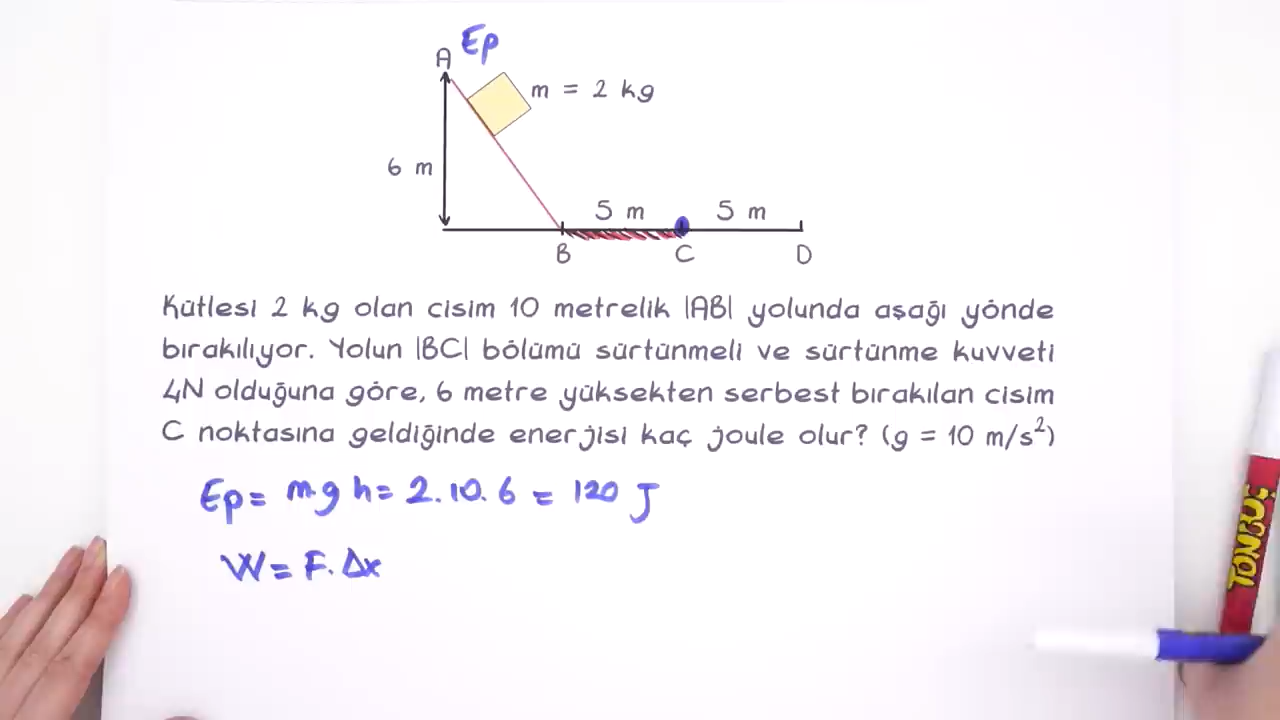 A Ep
m = 2 kg
6 m
5 m 5 m
B C D
Kütlesi 2 kg olan cisim 10 metrelik |AB| yolunda aşağı yönde
bırakılıyor. Yolun |BC| bölümü sürtünmeli ve sürtünme kuvveti
4N olduğuna göre, 6 metre yüksekten serbest bırakılan cisim
C noktasına geldiğinde enerjisi kaç joule olur? (g = 10 m/s²)
Ep = m.g h = 2.10.6 = 120 J
W = F.Δx
TONGUÇ